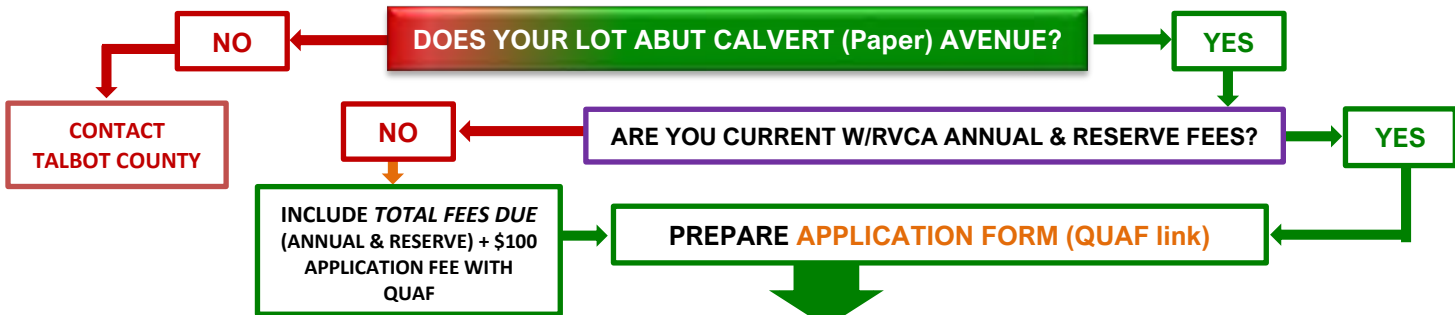 NO
DOES YOUR LOT ABUT CALVERT (Paper) AVENUE?
YES
CONTACT
TALBOT COUNTY
NO
ARE YOU CURRENT W/RVCA ANNUAL & RESERVE FEES?
YES
INCLUDE TOTAL FEES DUE
(ANNUAL & RESERVE) + $100
APPLICATION FEE WITH
QUAF
PREPARE APPLICATION FORM (QUAF link)